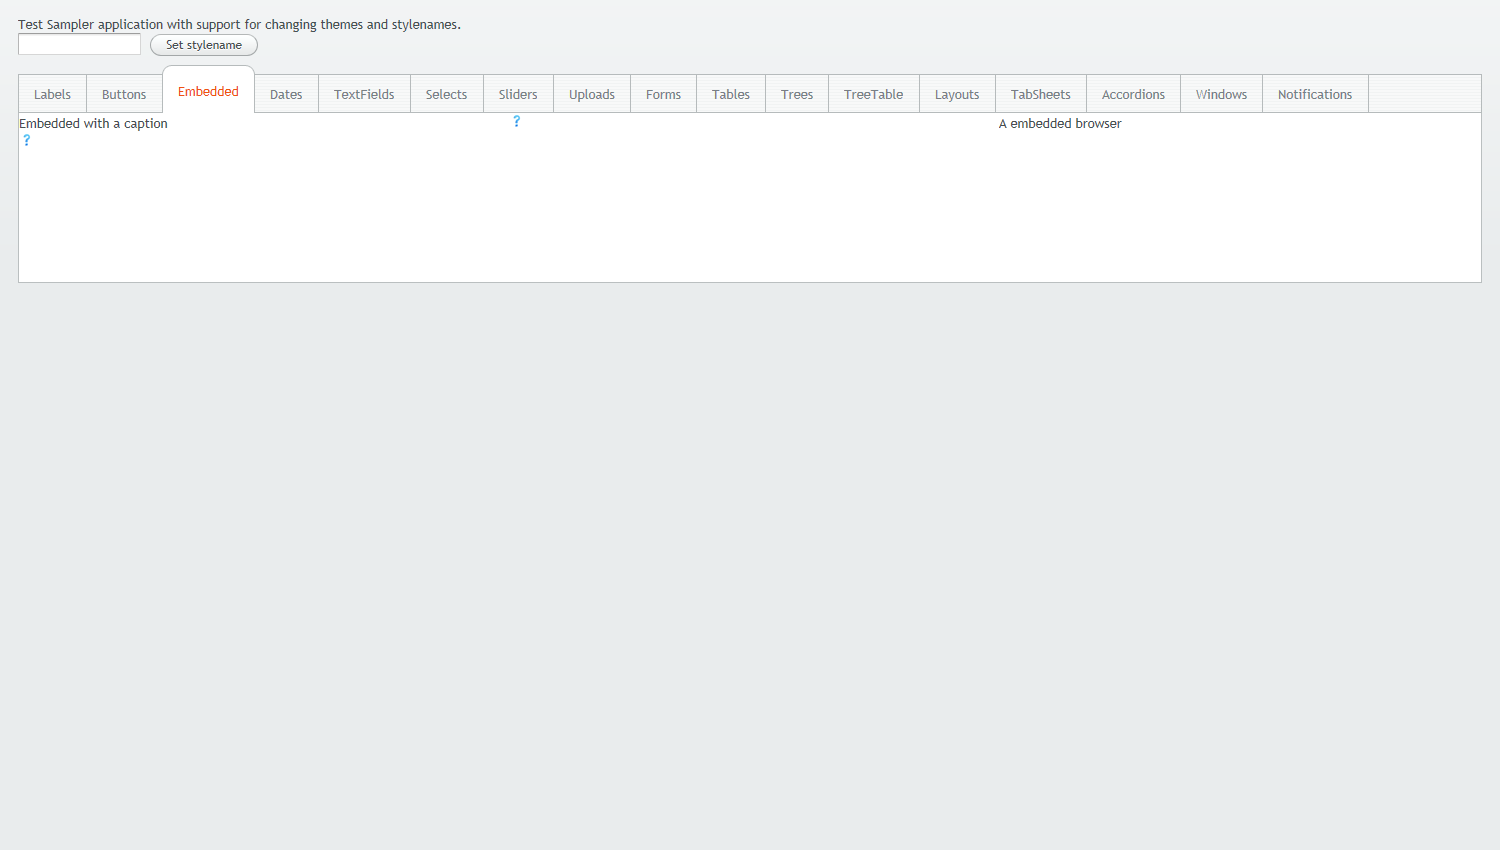 Test Sampler application with support for changing themes and stylenames.
Set stylename
Labels Buttons Embedded Dates TextFields Selects Sliders Uploads Forms Tables Trees TreeTable Layouts TabSheets Accordions Windows Notifications
Embedded with a caption ? A embedded browser
?